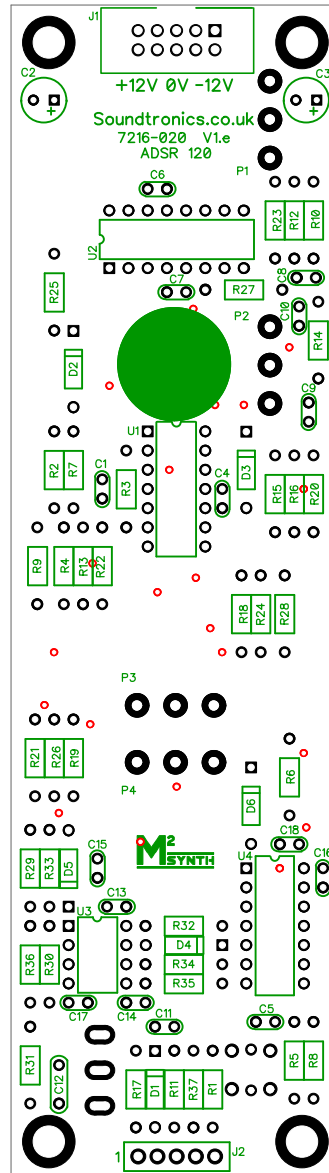 J1
C2
C3
+12V 0V -12V
Soundtronics.co.uk
7216-020 V1.e
ADSR 120
P1
C6
R23
R12
R10
U2
C7
R27
C8
R25
C10
P2
R14
D2
C9
U1
R2
R7
C1
R3
C4
D3
R15
R16
R20
R9
R4
R13
R22
R18
R24
R28
P3
R21
R26
R19
P4
R6
D6
M2
SYNTH
C18
C15
U4
C16
R29
R33
D5
C13
U3
R32
D4
R34
R35
R36
R30
C17
C14
C11
C5
R31
C12
R17
D1
R11
R37
R1
R5
R8
1
J2